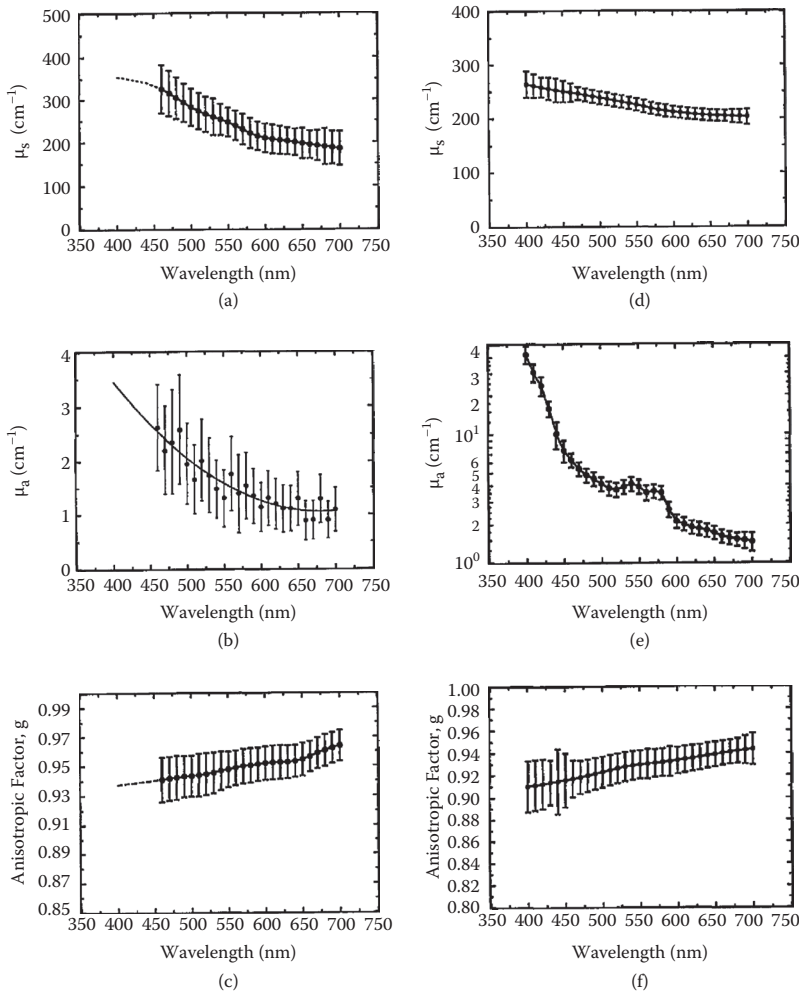 500
400
300
200
100
0
μs (cm−1)
350 400 450 500 550 600 650 700 750
Wavelength (nm)
(a)
400
300
250
200
100
0
μs (cm−1)
350 400 450 500 550 600 650 700 750
Wavelength (nm)
(d)
4
3
2
1
0
μa (cm−1)
350 400 450 500 550 600 650 700 750
Wavelength (nm)
(b)
4
3
2
10¹
6
5
4
3
2
10⁰
μa (cm−1)
350 400 450 500 550 600 650 700 750
Wavelength (nm)
(e)
0.99
0.97
0.95
0.93
0.91
0.89
0.87
0.85
Anisotropic Factor, g
350 400 450 500 550 600 650 700 750
Wavelength (nm)
(c)
1.00
0.98
0.96
0.94
0.92
0.90
0.88
0.86
0.84
0.82
0.80
Anisotropic Factor, g
350 400 450 500 550 600 650 700 750
Wavelength (nm)
(f)